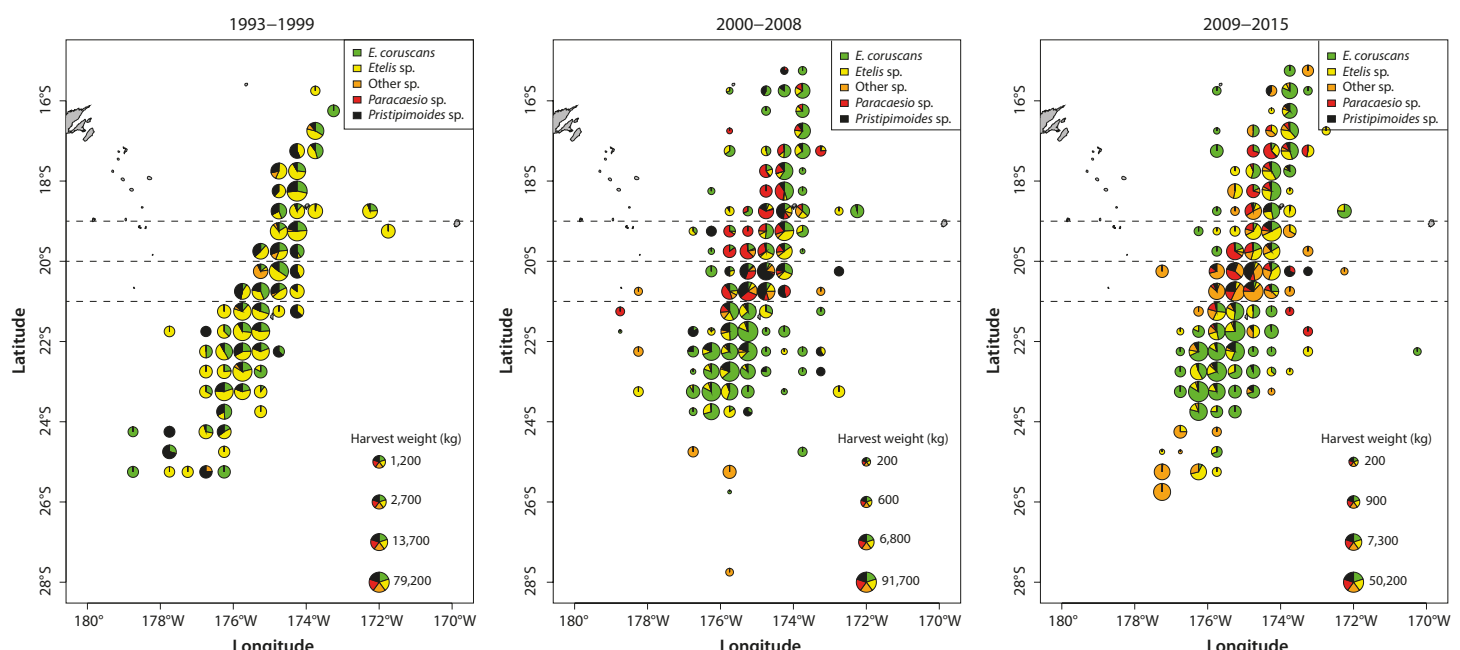 1993–1999
E. coruscans
Etelis sp.
Other sp.
Paracaesio sp.
Pristipimoides sp.
16°S
18°S
20°S
22°S
24°S
26°S
28°S
Latitude
Harvest weight (kg)
1,200
2,700
13,700
79,200
180° 178°W 176°W 174°W 172°W 170°W
Longitude
2000–2008
E. coruscans
Etelis sp.
Other sp.
Paracaesio sp.
Pristipimoides sp.
16°S
18°S
20°S
22°S
24°S
26°S
28°S
Latitude
Harvest weight (kg)
200
600
6,800
91,700
180° 178°W 176°W 174°W 172°W 170°W
Longitude
2009–2015
E. coruscans
Etelis sp.
Other sp.
Paracaesio sp.
Pristipimoides sp.
16°S
18°S
20°S
22°S
24°S
26°S
28°S
Latitude
Harvest weight (kg)
200
900
7,300
50,200
180° 178°W 176°W 174°W 172°W 170°W
Longitude